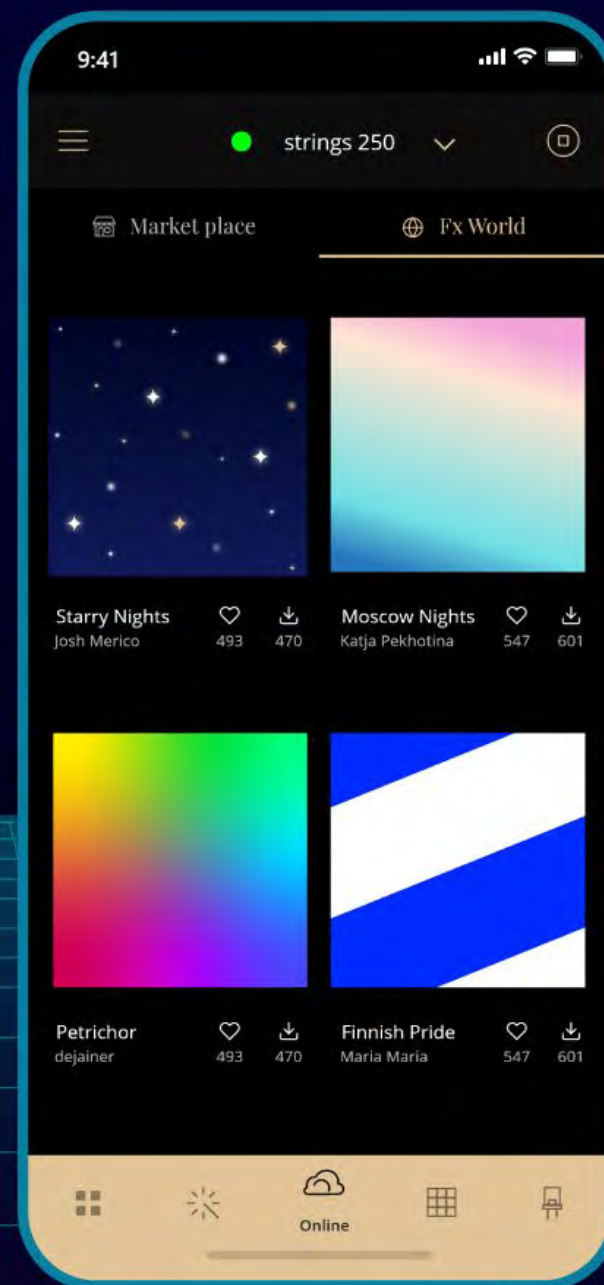 9:41
strings 250
Market place
Fx World
Starry Nights
Josh Merico
493
470
Moscow Nights
Katja Pekhotina
547
601
Petrichor
dejainer
493
470
Finnish Pride
Maria Maria
547
601
Online